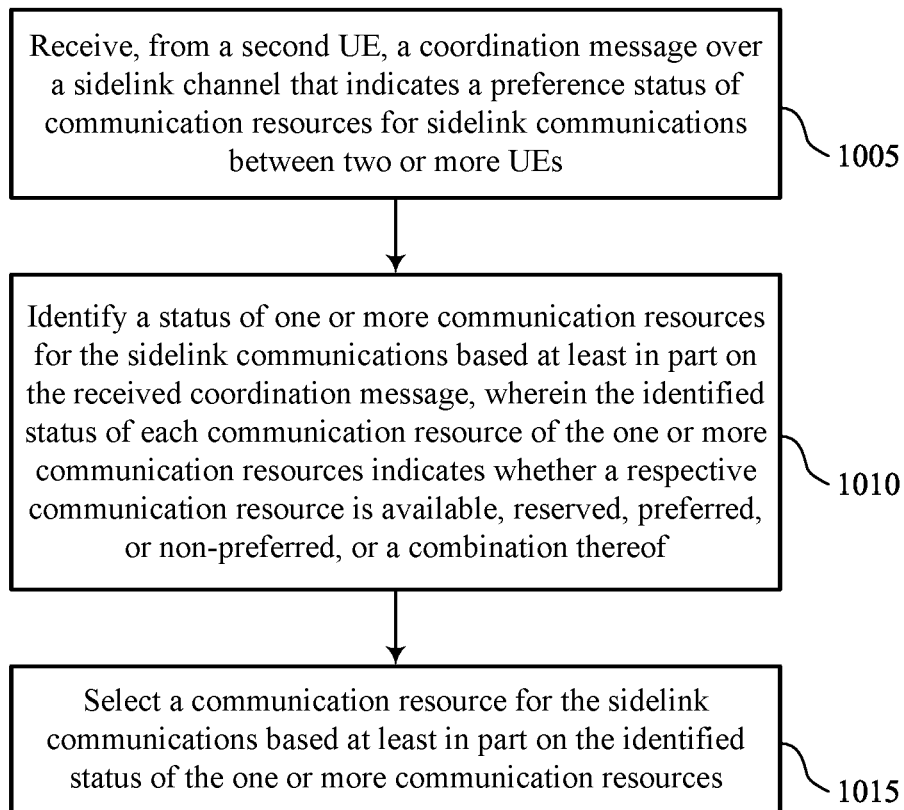 Receive, from a second UE, a coordination message over
a sidelink channel that indicates a preference status of
communication resources for sidelink communications
between two or more UEs
1005
Identify a status of one or more communication resources
for the sidelink communications based at least in part on
the received coordination message, wherein the identified
status of each communication resource of the one or more
communication resources indicates whether a respective
communication resource is available, reserved, preferred,
or non-preferred, or a combination thereof
1010
Select a communication resource for the sidelink
communications based at least in part on the identified
status of the one or more communication resources
1015